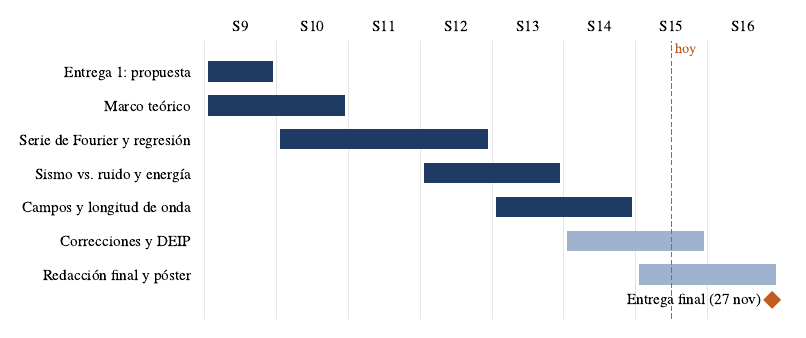 S9 S10 S11 S12 S13 S14 S15 S16
hoy
Entrega 1: propuesta
Marco teórico
Serie de Fourier y regresión
Sismo vs. ruido y energía
Campos y longitud de onda
Correcciones y DEIP
Redacción final y póster
Entrega final (27 nov)